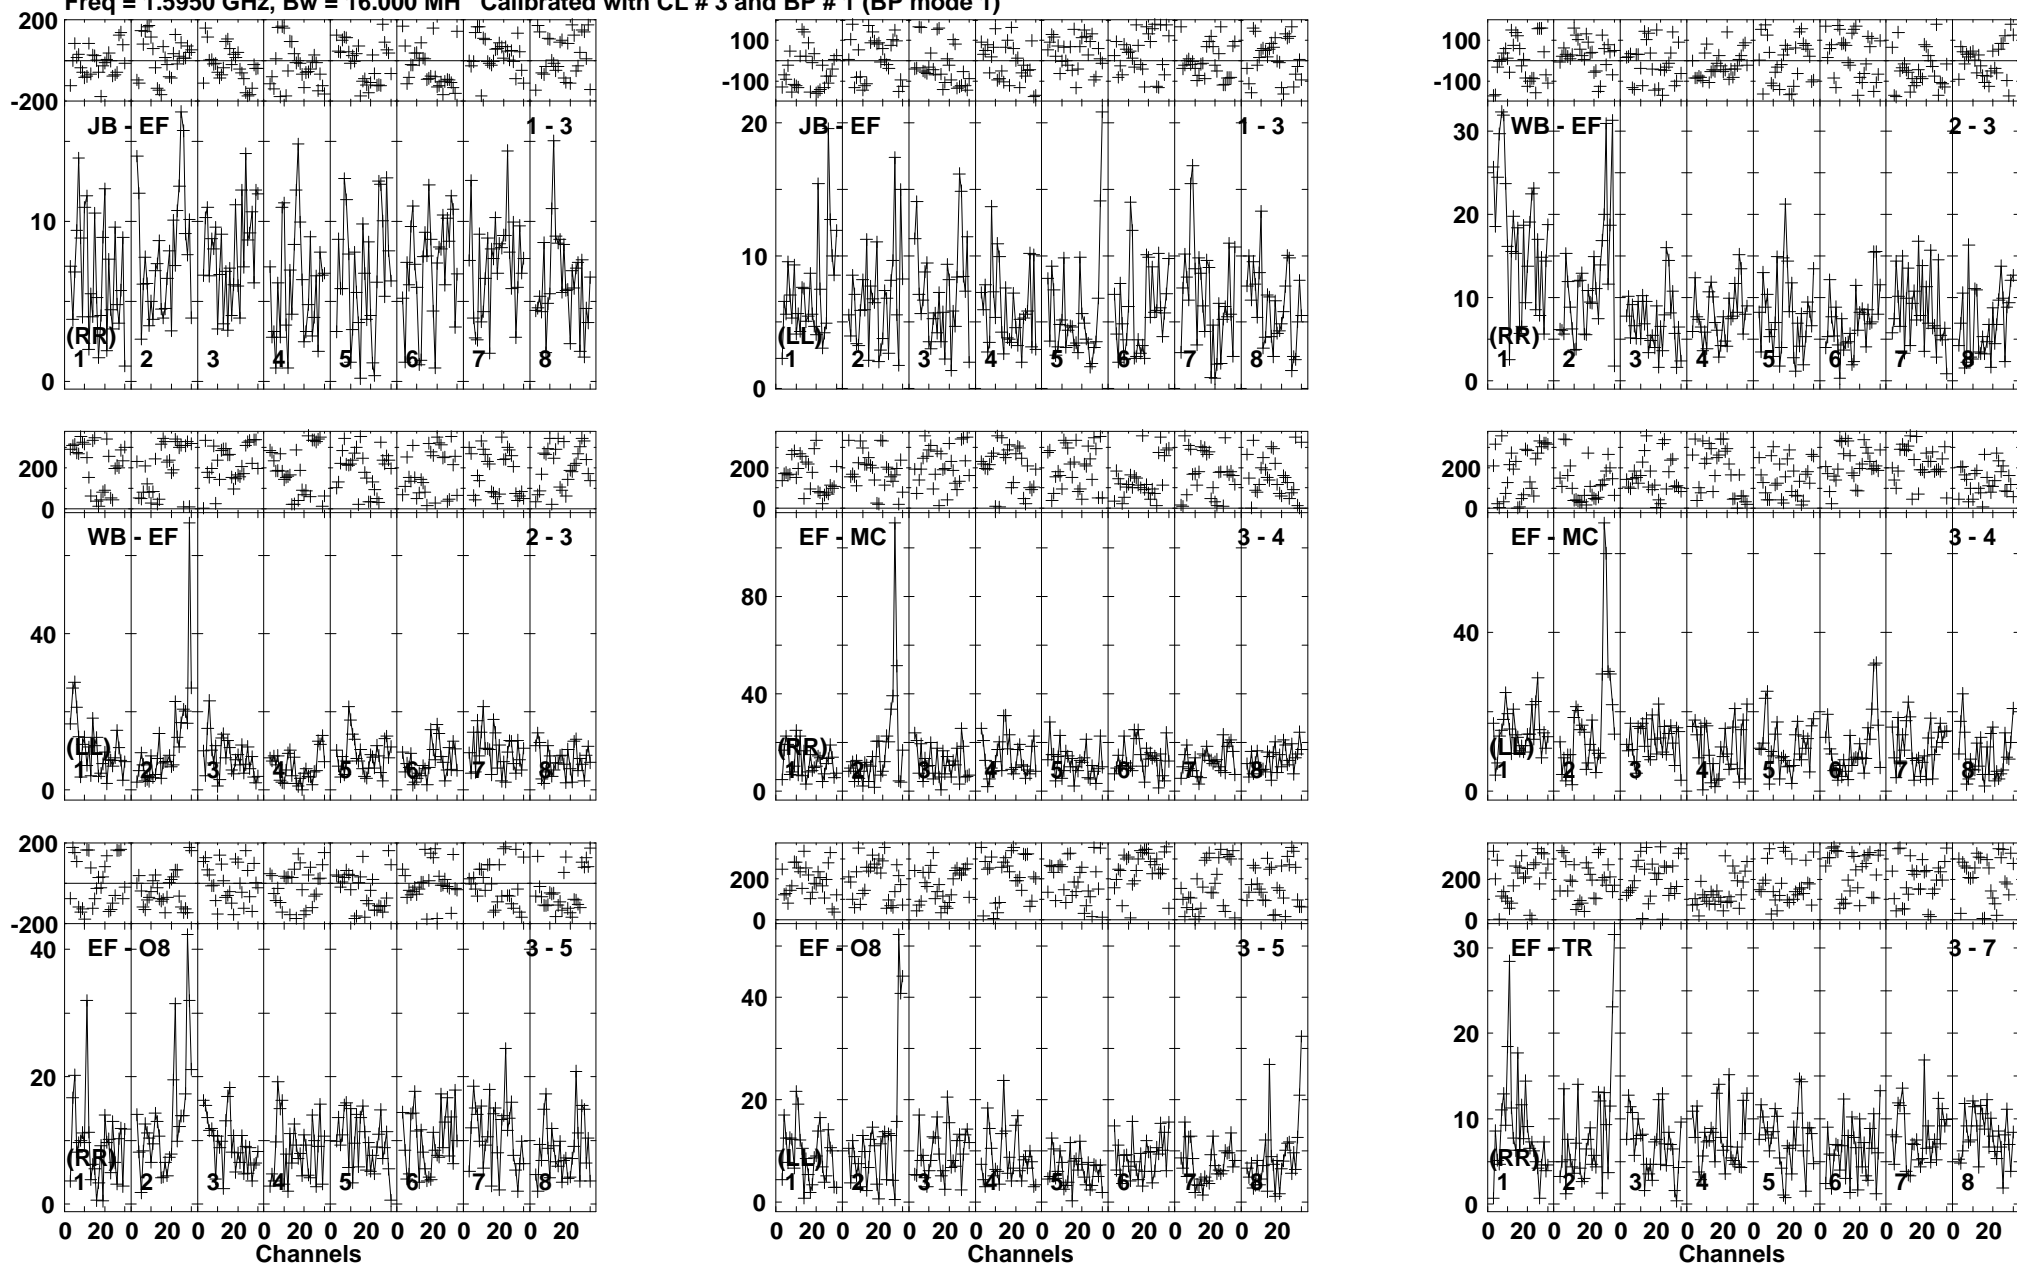 Freq = 1.5950 GHz, Bw = 16.000 MH Calibrated with CL # 3 and BP # 1 (BP mode 1)
200
-200
JB - EF 1 - 3
10
0
(RR)
1 2 3 4 5 6 7 8
100
-100
JB - EF 1 - 3
20
10
0
(LL)
1 2 3 4 5 6 7 8
100
-100
WB - EF 2 - 3
30
20
10
0
(RR)
1 2 3 4 5 6 7 8
200
0
WB - EF 2 - 3
40
0
(LL)
1 2 3 4 5 6 7 8
200
0
EF - MC 3 - 4
80
40
0
(RR)
1 2 3 4 5 6 7 8
200
0
EF - MC 3 - 4
40
0
(LL)
1 2 3 4 5 6 7 8
200
-200
EF - O8 3 - 5
40
20
0
(RR)
1 2 3 4 5 6 7 8
0 20 0 20 0 20 0 20 0 20 0 20 0 20 0 20
Channels
200
0
EF - O8 3 - 5
40
20
0
(LL)
1 2 3 4 5 6 7 8
0 20 0 20 0 20 0 20 0 20 0 20 0 20 0 20
Channels
200
0
EF - TR 3 - 7
30
20
10
0
(RR)
1 2 3 4 5 6 7 8
0 20 0 20 0 20 0 20 0 20 0 20 0 20 0 20
Channels